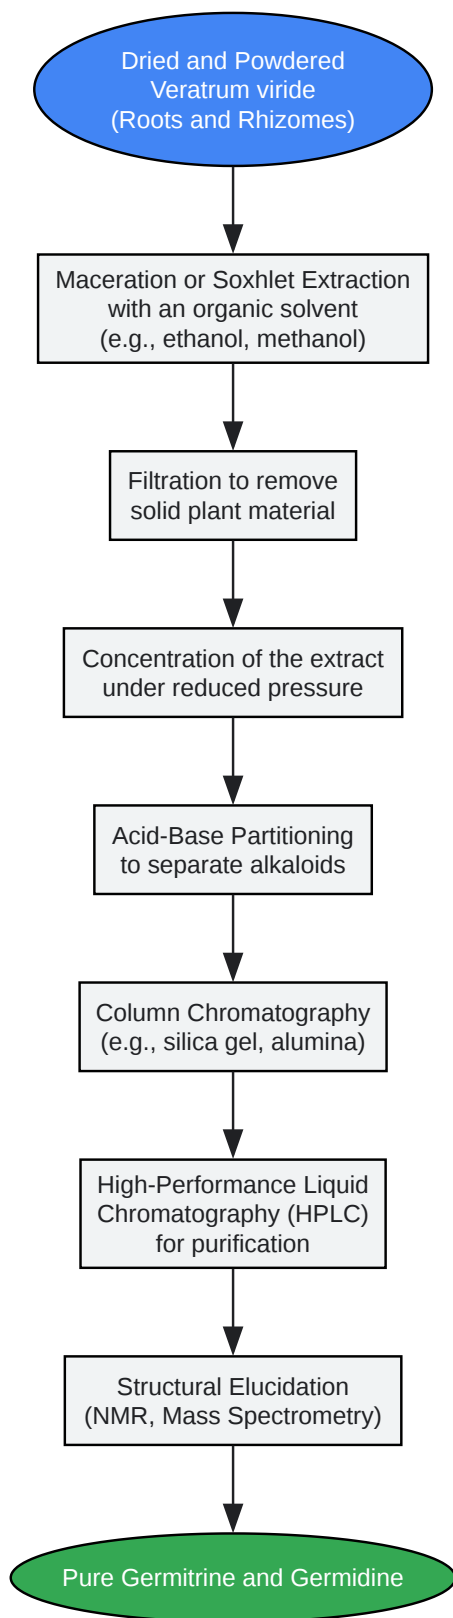 Dried and Powdered
Veratrum viride
(Roots and Rhizomes)
Maceration or Soxhlet Extraction
with an organic solvent
(e.g., ethanol, methanol)
Filtration to remove
solid plant material
Concentration of the extract
under reduced pressure
Acid-Base Partitioning
to separate alkaloids
Column Chromatography
(e.g., silica gel, alumina)
High-Performance Liquid
Chromatography (HPLC)
for purification
Structural Elucidation
(NMR, Mass Spectrometry)
Pure Germitrine and Germidine